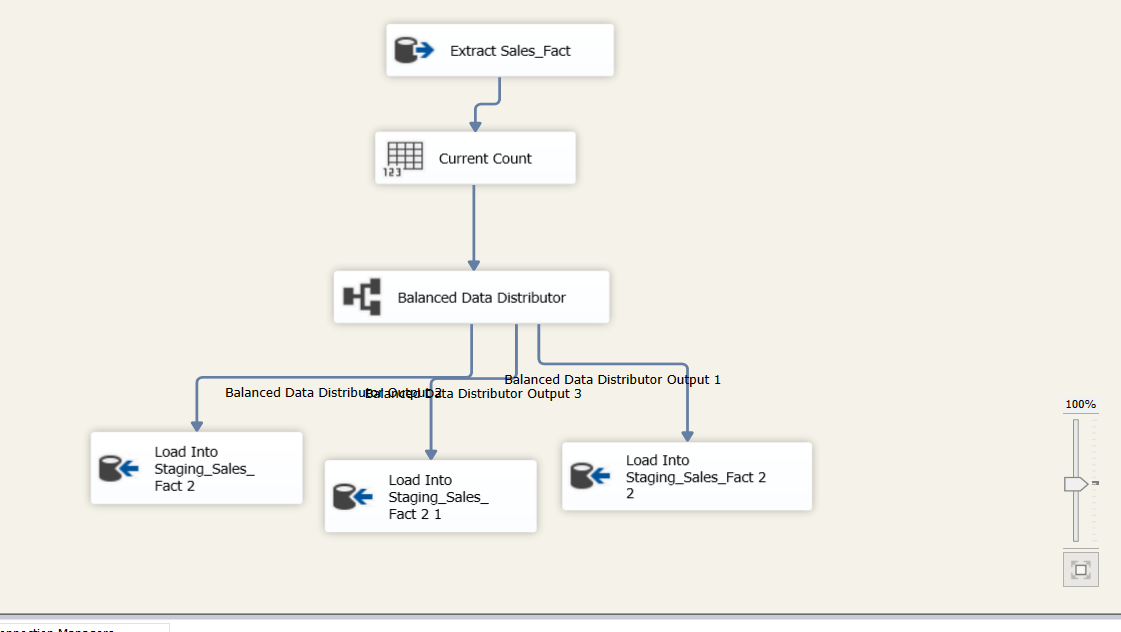 Extract Sales_Fact
123
Current Count
Balanced Data Distributor
Balanced Data Distributor Output 1
Balanced Data Distributor Output 2
Balanced Data Distributor Output 3
100%
Load Into
Staging_Sales_
Fact 2
Load Into
Staging_Sales_
Fact 2 1
Load Into
Staging_Sales_Fact 2
2
onnection Managers